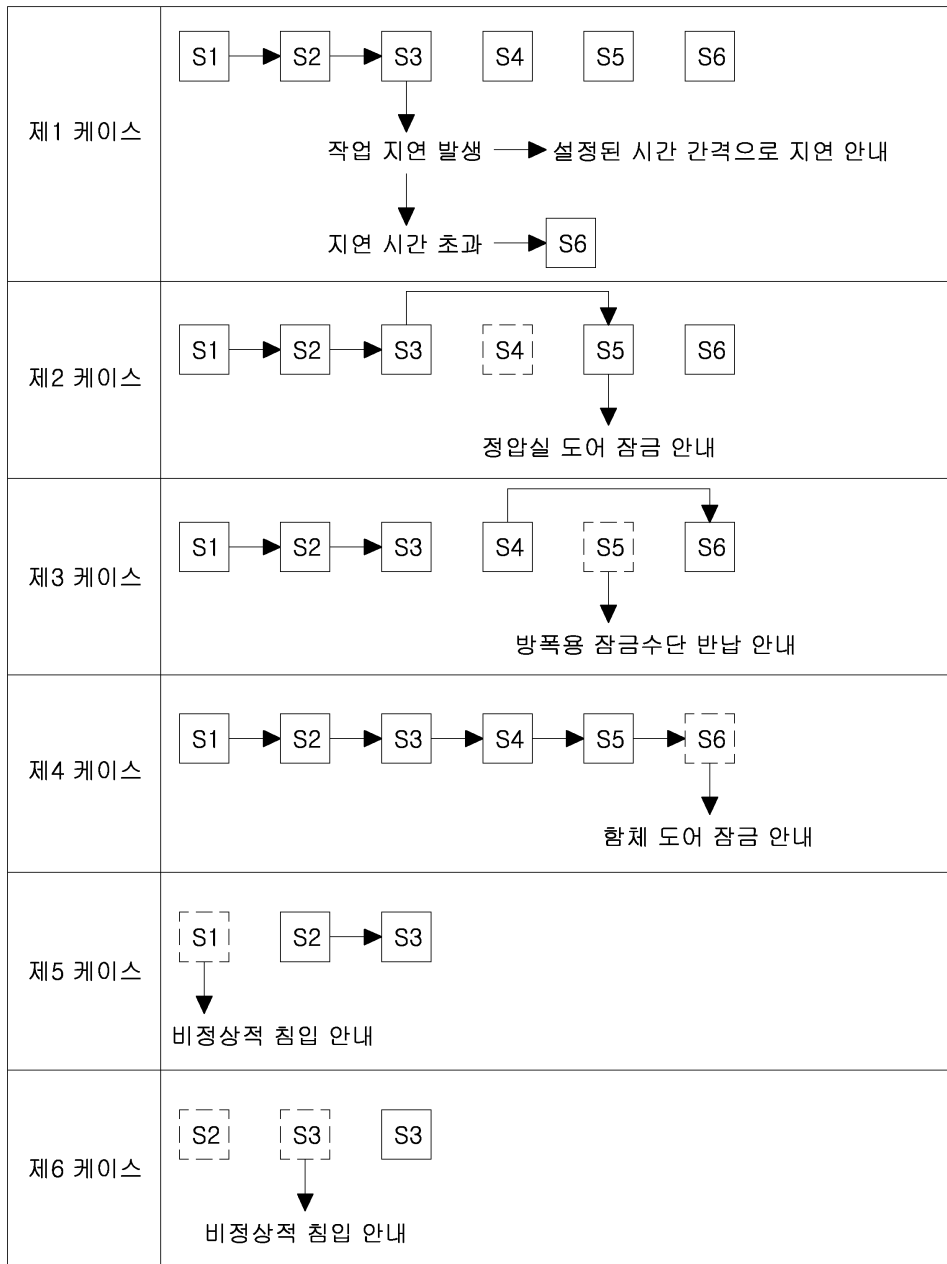 제1 케이스
S1 S2 S3 S4 S5 S6
작업 지연 발생 설정된 시간 간격으로 지연 안내
지연 시간 초과 S6
제2 케이스
S1 S2 S3 S4 S5 S6
정압실 도어 잠금 안내
제3 케이스
S1 S2 S3 S4 S5 S6
방폭용 잠금수단 반납 안내
제4 케이스
S1 S2 S3 S4 S5 S6
함체 도어 잠금 안내
제5 케이스
S1 S2 S3
비정상적 침입 안내
제6 케이스
S2 S3 S3
비정상적 침입 안내